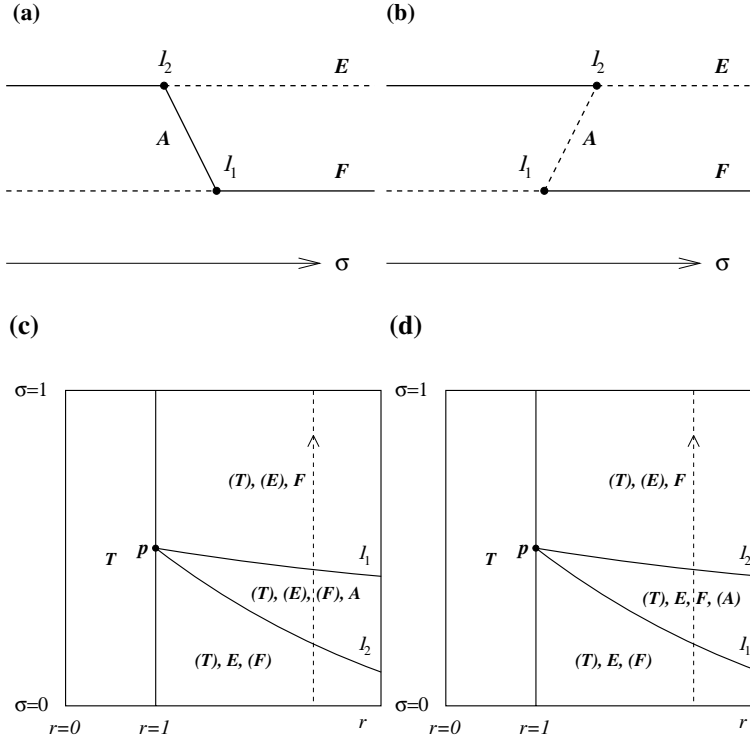 (a)
l2
E
A
l1
F
σ
(b)
l2
E
A
l1
F
σ
(c)
σ=1
(T), (E), F
T
p
l1
(T), (E), (F), A
l2
(T), E, (F)
σ=0
r=0
r=1
r
(d)
σ=1
(T), (E), F
T
p
l2
(T), E, F, (A)
l1
(T), E, (F)
σ=0
r=0
r=1
r